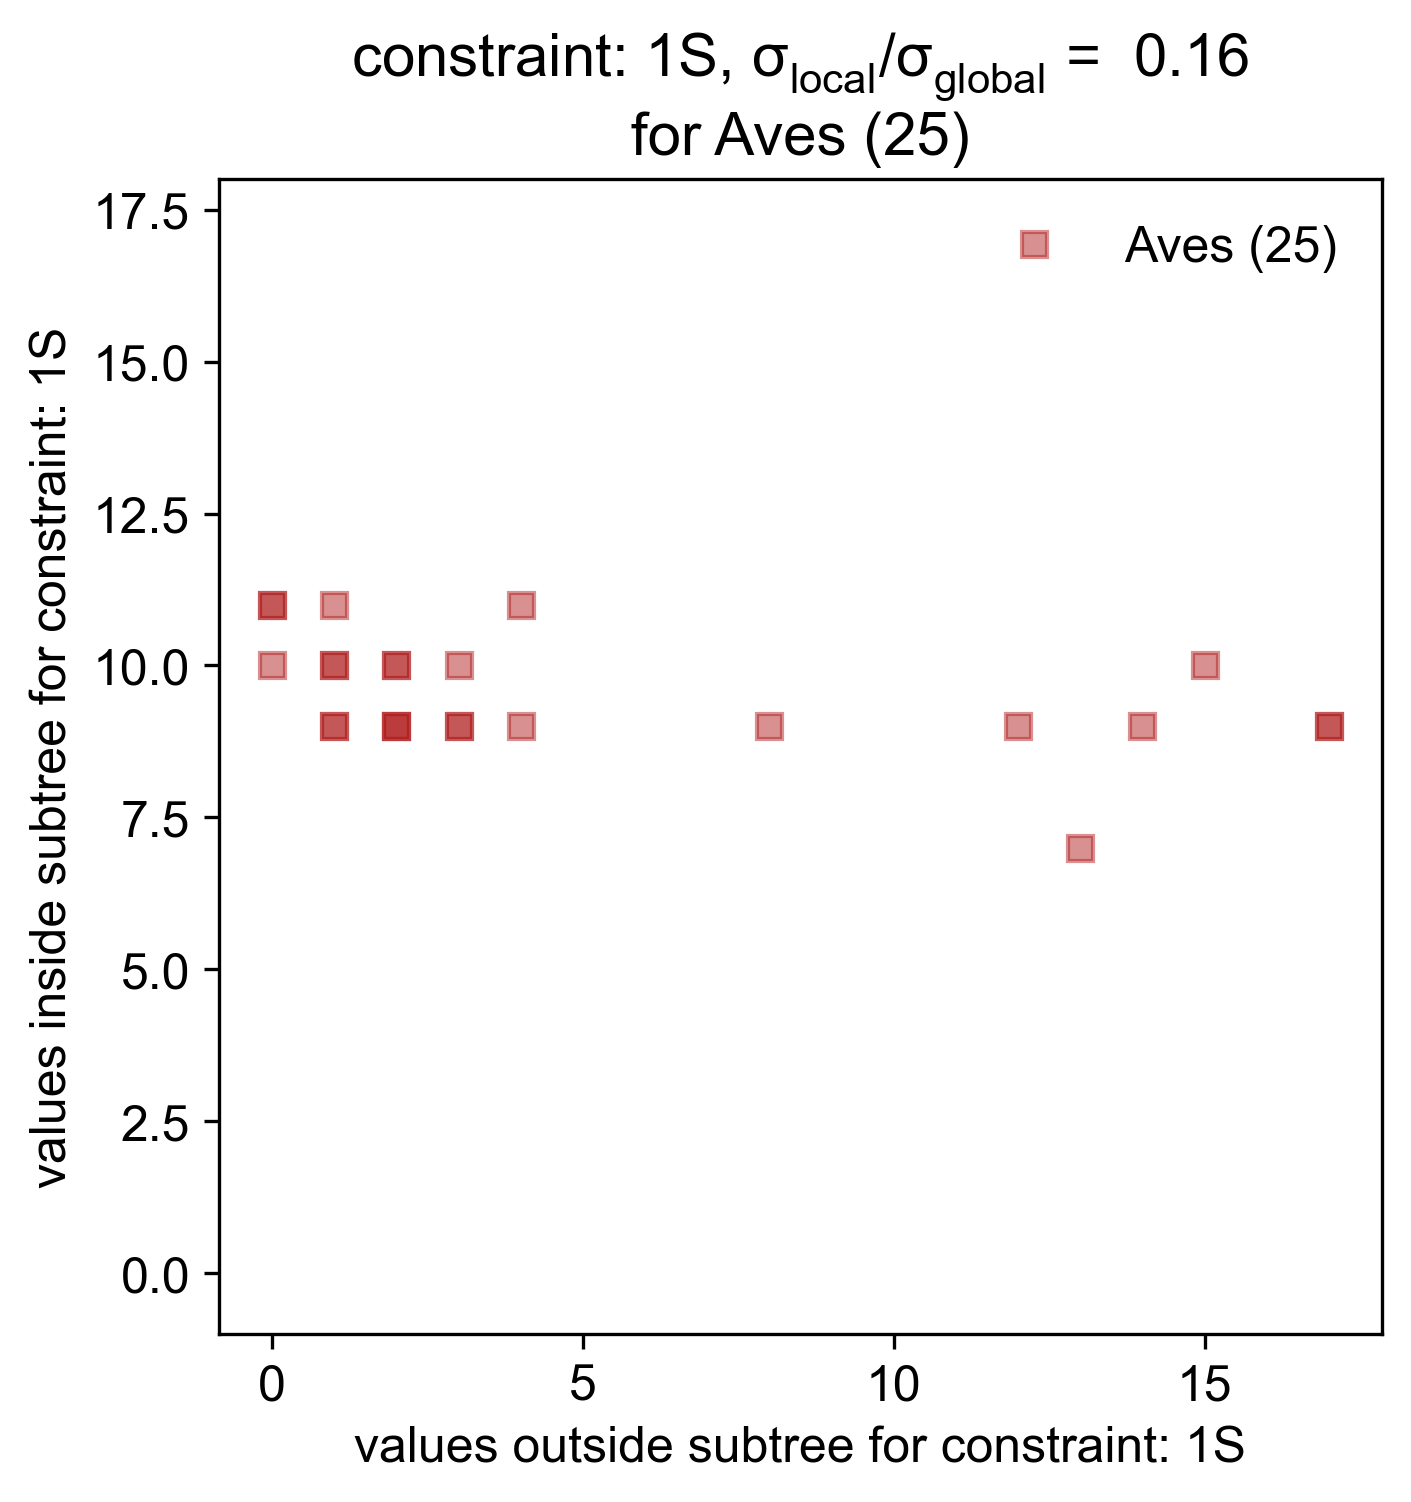 constraint: 1S, σlocal/σglobal = 0.16
for Aves (25)
Aves (25)
values inside subtree for constraint: 1S
17.5
15.0
12.5
10.0
7.5
5.0
2.5
0.0
0 5 10 15
values outside subtree for constraint: 1S